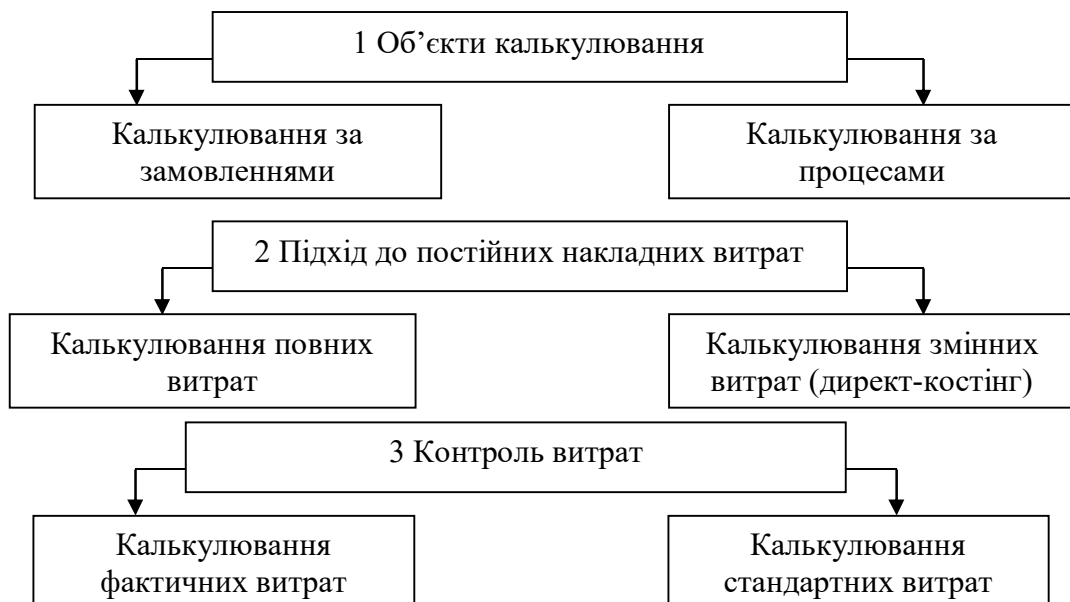 1 Об’єкти калькулювання
Калькулювання за
замовленнями
Калькулювання за
процесами
2 Підхід до постійних накладних витрат
Калькулювання повних
витрат
Калькулювання змінних
витрат (директ-костінг)
3 Контроль витрат
Калькулювання
фактичних витрат
Калькулювання
стандартних витрат